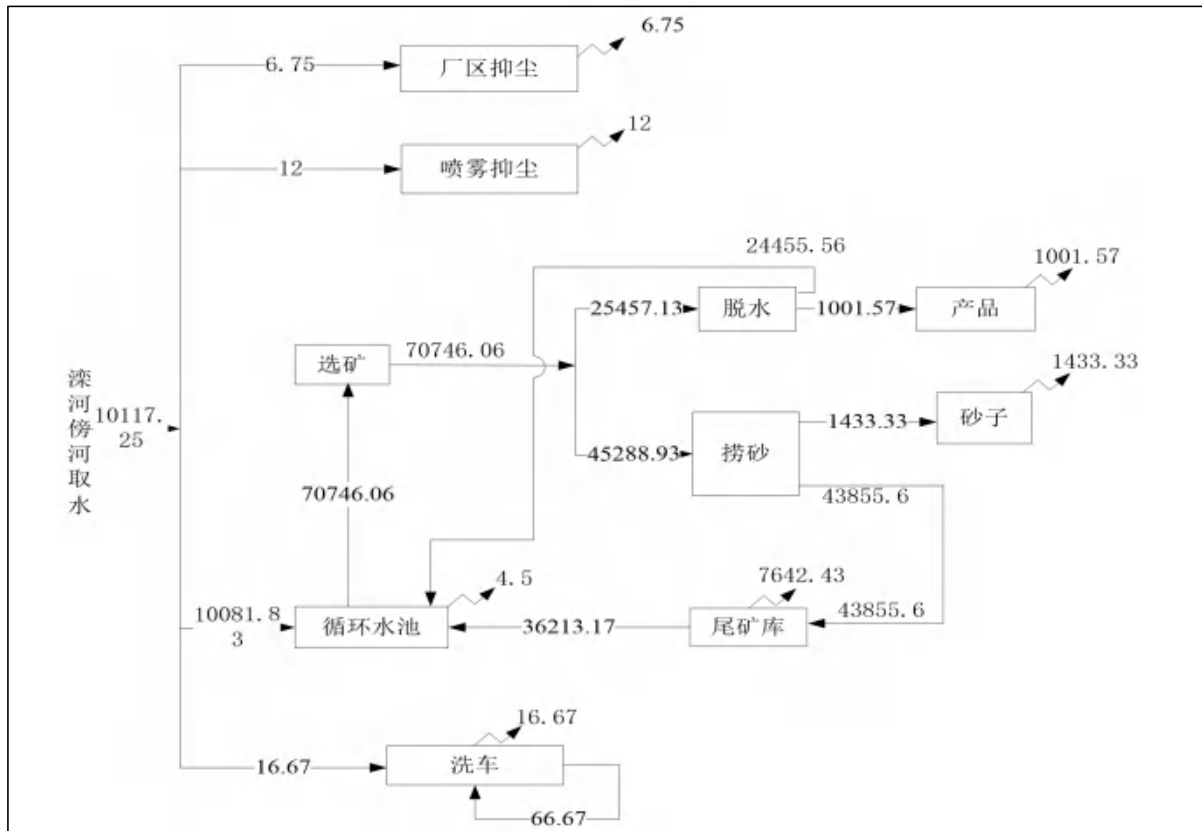 6.75
6.75
厂区抑尘
12
12
喷雾抑尘
24455.56
1001.57
25457.13
脱水
1001.57
产品
选矿
70746.06
1433.33
滦河傍河取水
10117.
25
1433.33
砂子
45288.93
捞砂
70746.06
43855.6
4.5
7642.43
10081.8
3
循环水池
36213.17
尾矿库
43855.6
16.67
16.67
洗车
66.67